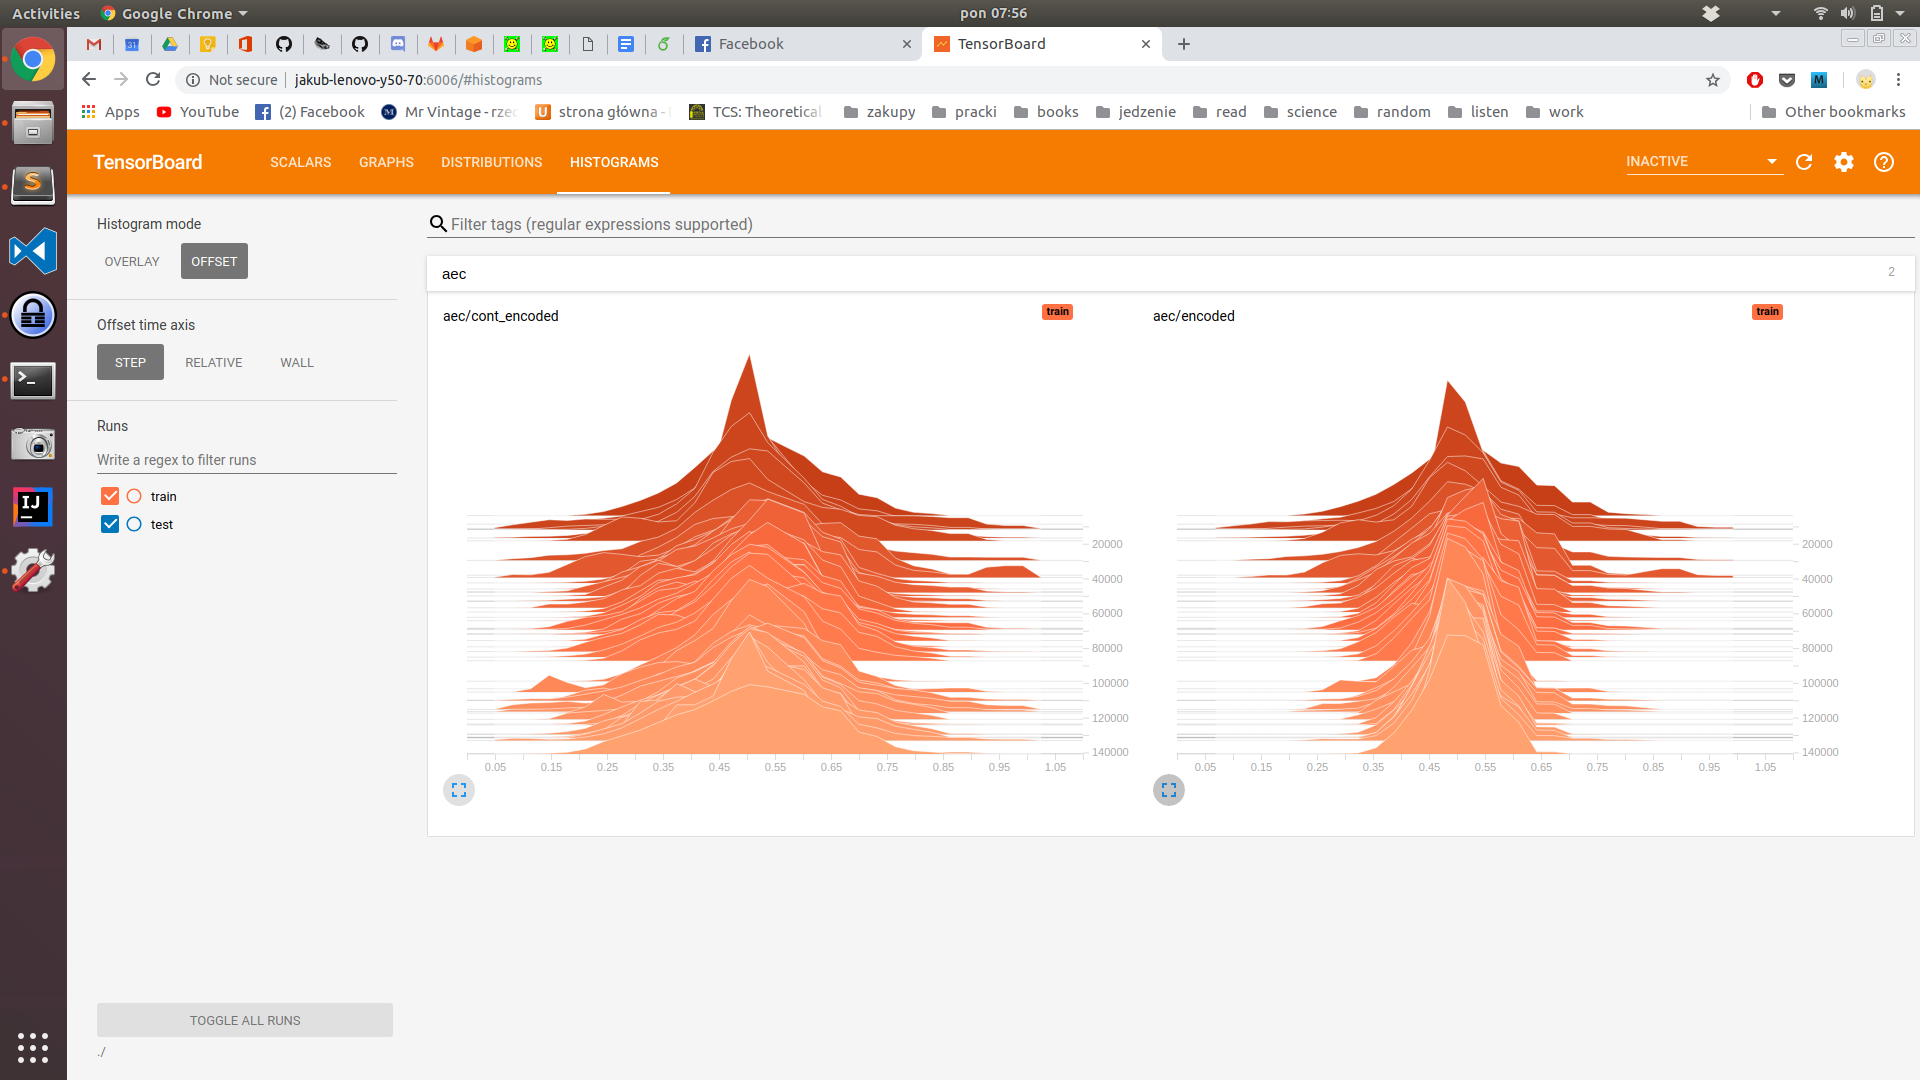 Activities Google Chrome pon 07:56
Facebook TensorBoard
Not secure jakub-lenovo-y50-70:6006/#histograms
Apps YouTube (2) Facebook Mr Vintage - rzec strona główna - TCS: Theoretical zakupy pracki books jedzenie read science random listen work Other bookmarks
TensorBoard SCALARS GRAPHS DISTRIBUTIONS HISTOGRAMS INACTIVE
Histogram mode
OVERLAY OFFSET
Offset time axis
STEP RELATIVE WALL
Runs
Write a regex to filter runs
train
test
TOGGLE ALL RUNS
./
Filter tags (regular expressions supported)
aec 2
aec/cont_encoded train
20000
40000
60000
80000
100000
120000
140000
0.05 0.15 0.25 0.35 0.45 0.55 0.65 0.75 0.85 0.95 1.05
aec/encoded train
20000
40000
60000
80000
100000
120000
140000
0.05 0.15 0.25 0.35 0.45 0.55 0.65 0.75 0.85 0.95 1.05